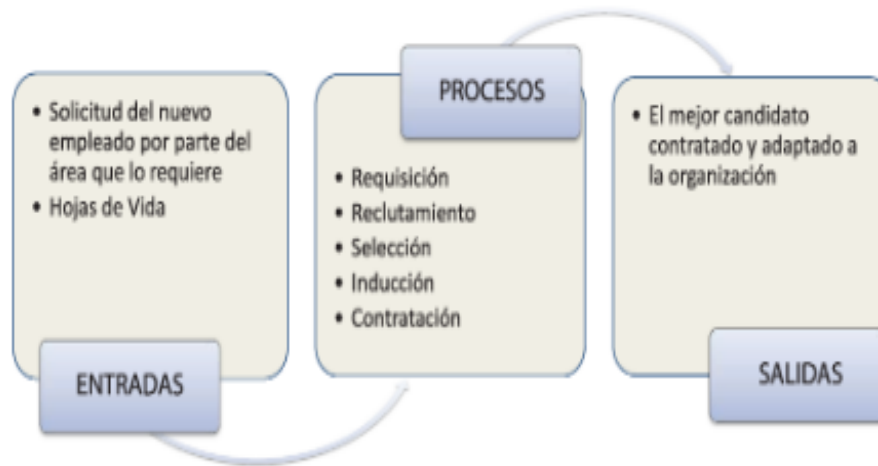 • Solicitud del nuevo
empleado por parte del
área que lo requiere
• Hojas de Vida
ENTRADAS
PROCESOS
• Requisición
• Reclutamiento
• Selección
• Inducción
• Contratación
• El mejor candidato
contratado y adaptado a
la organización
SALIDAS